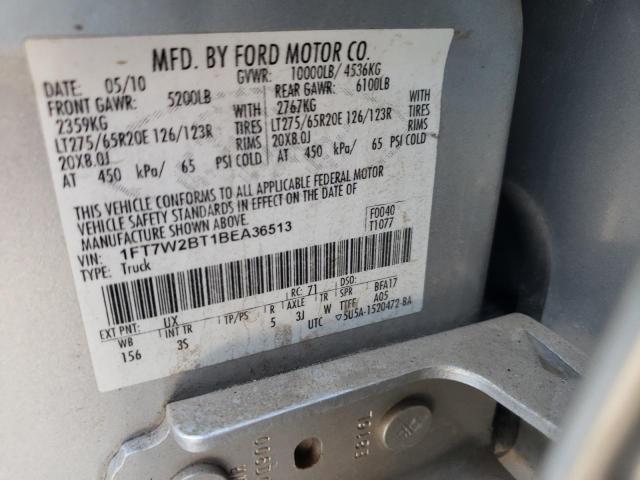 MFD. BY FORD MOTOR CO.
DATE: 05/10 GVWR: 10000LB/ 4536KG
FRONT GAWR: 5200LB REAR GAWR: 6100LB
2359KG WITH 2767KG WITH
LT275/65R20E 126/123R TIRES LT275/65R20E 126/123R TIRES
20X8.0J RIMS 20X8.0J RIMS
AT 450 kPa/ 65 PSI COLD AT 450 kPa/ 65 PSI COLD
THIS VEHICLE CONFORMS TO ALL APPLICABLE FEDERAL MOTOR
VEHICLE SAFETY STANDARDS IN EFFECT ON THE DATE OF
MANUFACTURE SHOWN ABOVE.
VIN: 1FT7W2BT1BEA36513 F0040
TYPE: Truck T1077
EXT PNT: UX RC: 71 DSO:
WB INT TR TP/PS R AXLE TR SPR BFA17
156 3S 5 3J W TTFF A05
UTC ▽5U5A-1520472-BA